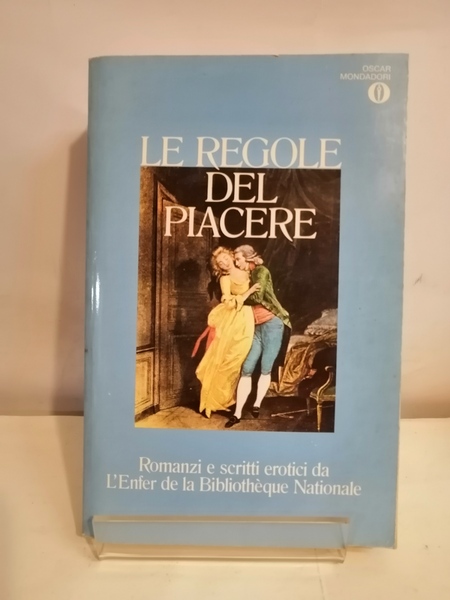 OSCAR
MONDADORI
LE REGOLE
DEL
PIACERE
Romanzi e scritti erotici da
L'Enfer de la Bibliothèque Nationale